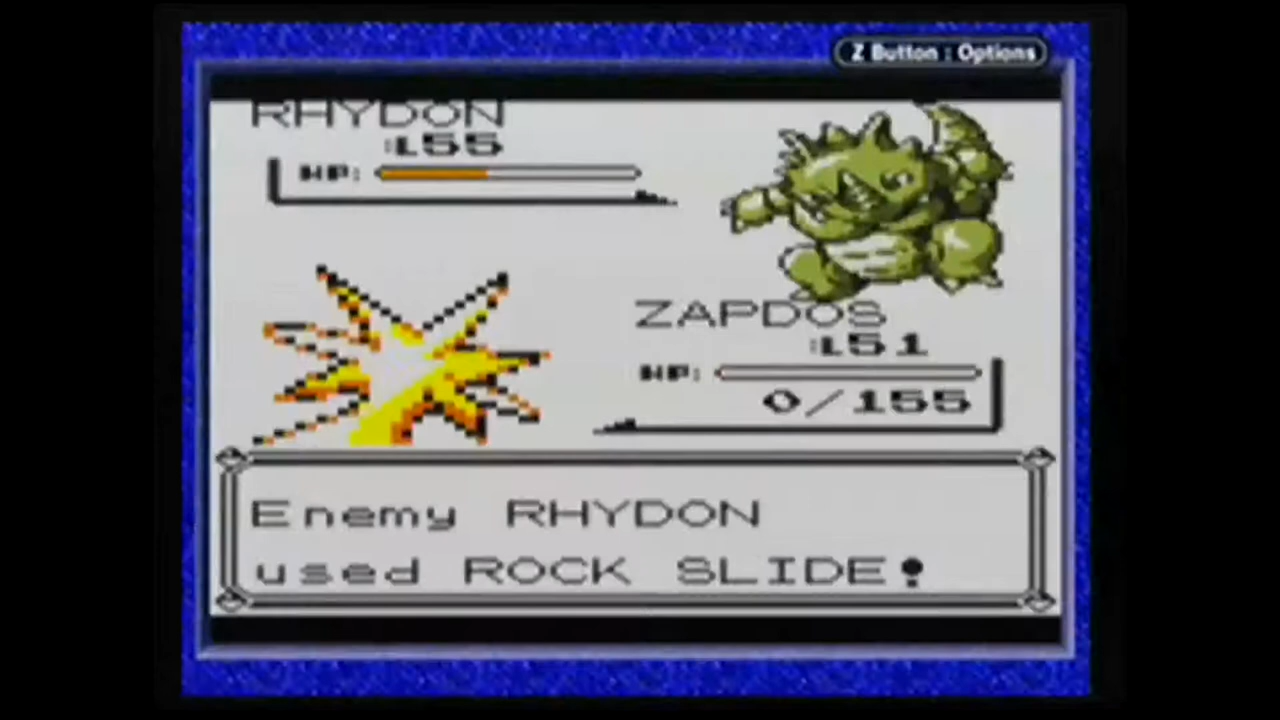 Z Button : Options
RHYDON
:L55
HP:
ZAPDOS
:L51
HP:
0/155
Enemy RHYDON
used ROCK SLIDE!